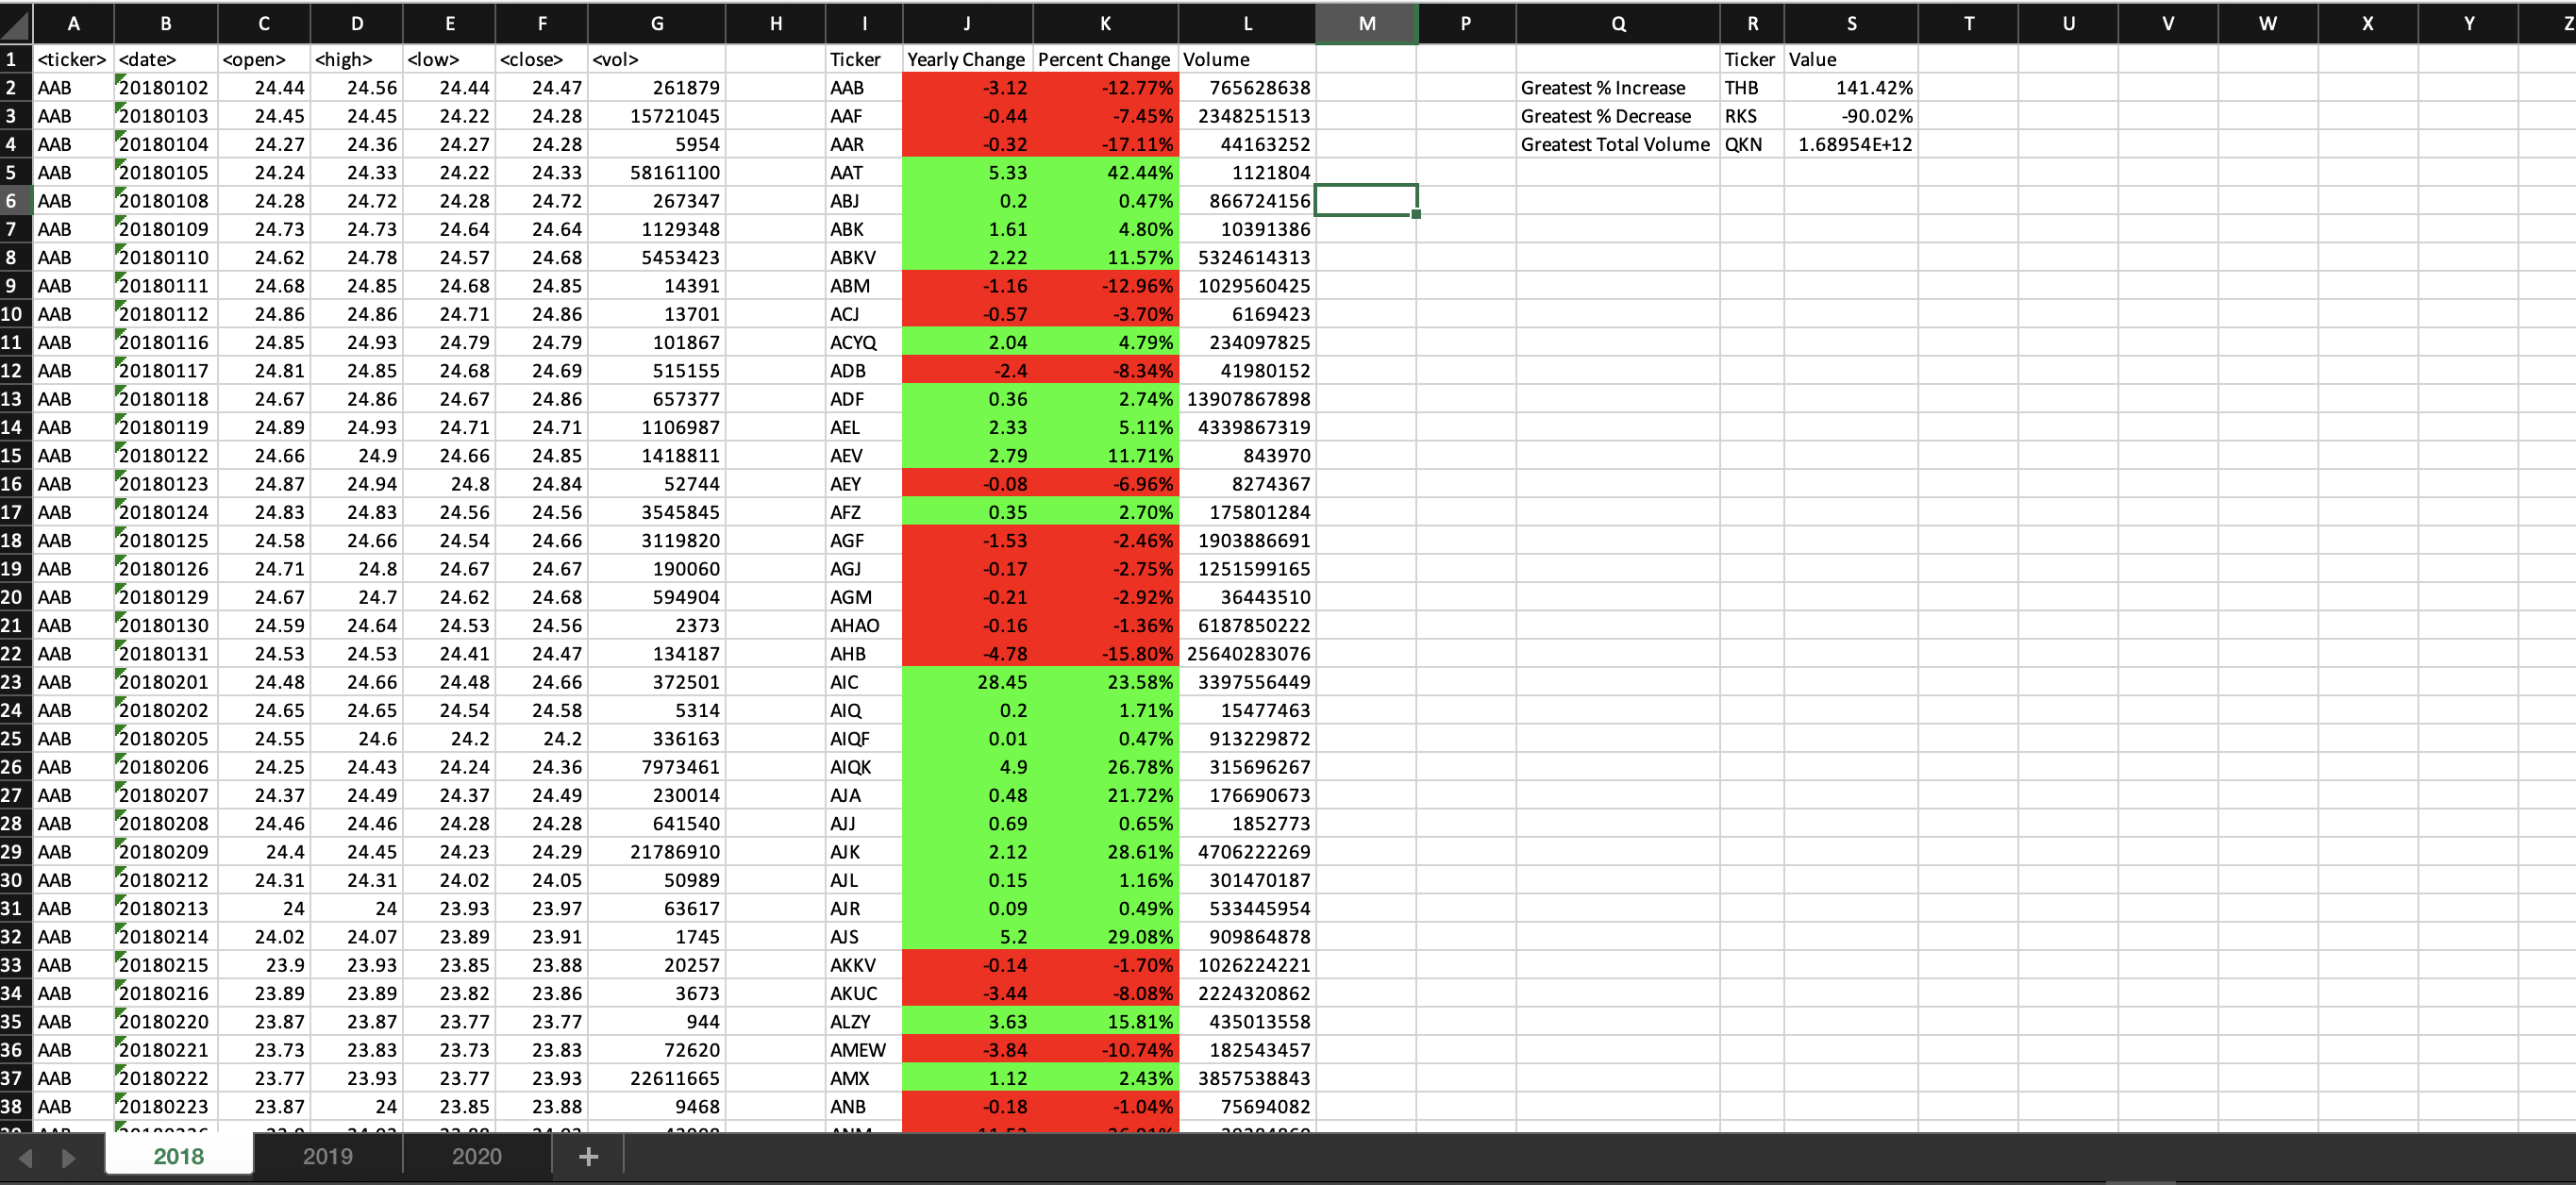 A B C D E F G H I J K L M P Q R S T U V W X Y Z
1 <ticker> <date> <open> <high> <low> <close> <vol> Ticker Yearly Change Percent Change Volume Ticker Value
2 AAB 20180102 24.44 24.56 24.44 24.47 261879 AAB -3.12 -12.77% 765628638 Greatest % Increase THB 141.42%
3 AAB 20180103 24.45 24.45 24.22 24.28 15721045 AAF -0.44 -7.45% 2348251513 Greatest % Decrease RKS -90.02%
4 AAB 20180104 24.27 24.36 24.27 24.28 5954 AAR -0.32 -17.11% 44163252 Greatest Total Volume QKN 1.68954E+12
5 AAB 20180105 24.24 24.33 24.22 24.33 58161100 AAT 5.33 42.44% 1121804
6 AAB 20180108 24.28 24.72 24.28 24.72 267347 ABJ 0.2 0.47% 866724156
7 AAB 20180109 24.73 24.73 24.64 24.64 1129348 ABK 1.61 4.80% 10391386
8 AAB 20180110 24.62 24.78 24.57 24.68 5453423 ABKV 2.22 11.57% 5324614313
9 AAB 20180111 24.68 24.85 24.68 24.85 14391 ABM -1.16 -12.96% 1029560425
10 AAB 20180112 24.86 24.86 24.71 24.86 13701 ACJ -0.57 -3.70% 6169423
11 AAB 20180116 24.85 24.93 24.79 24.79 101867 ACYQ 2.04 4.79% 234097825
12 AAB 20180117 24.81 24.85 24.68 24.69 515155 ADB -2.4 -8.34% 41980152
13 AAB 20180118 24.67 24.86 24.67 24.86 657377 ADF 0.36 2.74% 13907867898
14 AAB 20180119 24.89 24.93 24.71 24.71 1106987 AEL 2.33 5.11% 4339867319
15 AAB 20180122 24.66 24.9 24.66 24.85 1418811 AEV 2.79 11.71% 843970
16 AAB 20180123 24.87 24.94 24.8 24.84 52744 AEY -0.08 -6.96% 8274367
17 AAB 20180124 24.83 24.83 24.56 24.56 3545845 AFZ 0.35 2.70% 175801284
18 AAB 20180125 24.58 24.66 24.54 24.66 3119820 AGF -1.53 -2.46% 1903886691
19 AAB 20180126 24.71 24.8 24.67 24.67 190060 AGJ -0.17 -2.75% 1251599165
20 AAB 20180129 24.67 24.7 24.62 24.68 594904 AGM -0.21 -2.92% 36443510
21 AAB 20180130 24.59 24.64 24.53 24.56 2373 AHAO -0.16 -1.36% 6187850222
22 AAB 20180131 24.53 24.53 24.41 24.47 134187 AHB -4.78 -15.80% 25640283076
23 AAB 20180201 24.48 24.66 24.48 24.66 372501 AIC 28.45 23.58% 3397556449
24 AAB 20180202 24.65 24.65 24.54 24.58 5314 AIQ 0.2 1.71% 15477463
25 AAB 20180205 24.55 24.6 24.2 24.2 336163 AIQF 0.01 0.47% 913229872
26 AAB 20180206 24.25 24.43 24.24 24.36 7973461 AIQK 4.9 26.78% 315696267
27 AAB 20180207 24.37 24.49 24.37 24.49 230014 AJA 0.48 21.72% 176690673
28 AAB 20180208 24.46 24.46 24.28 24.28 641540 AJJ 0.69 0.65% 1852773
29 AAB 20180209 24.4 24.45 24.23 24.29 21786910 AJK 2.12 28.61% 4706222269
30 AAB 20180212 24.31 24.31 24.02 24.05 50989 AJL 0.15 1.16% 301470187
31 AAB 20180213 24 24 23.93 23.97 63617 AJR 0.09 0.49% 533445954
32 AAB 20180214 24.02 24.07 23.89 23.91 1745 AJS 5.2 29.08% 909864878
33 AAB 20180215 23.9 23.93 23.85 23.88 20257 AKKV -0.14 -1.70% 1026224221
34 AAB 20180216 23.89 23.89 23.82 23.86 3673 AKUC -3.44 -8.08% 2224320862
35 AAB 20180220 23.87 23.87 23.77 23.77 944 ALZY 3.63 15.81% 435013558
36 AAB 20180221 23.73 23.83 23.73 23.83 72620 AMEW -3.84 -10.74% 182543457
37 AAB 20180222 23.77 23.93 23.77 23.93 22611665 AMX 1.12 2.43% 3857538843
38 AAB 20180223 23.87 24 23.85 23.88 9468 ANB -0.18 -1.04% 75694082
2018 2019 2020 +